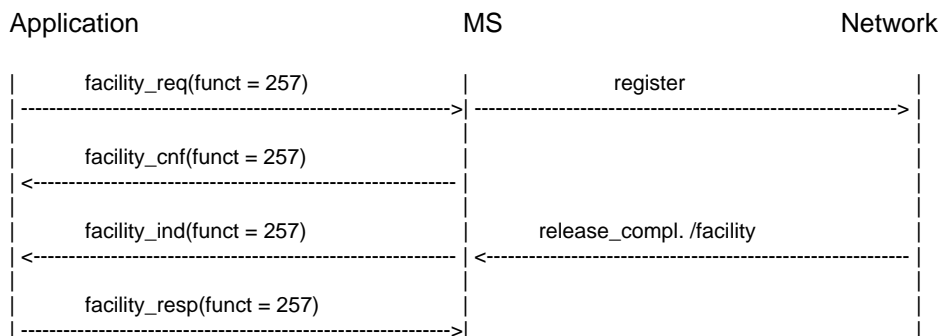 Application MS Network
facility_req(funct = 257) register
facility_cnf(funct = 257)
facility_ind(funct = 257) release_compl. /facility
facility_resp(funct = 257)